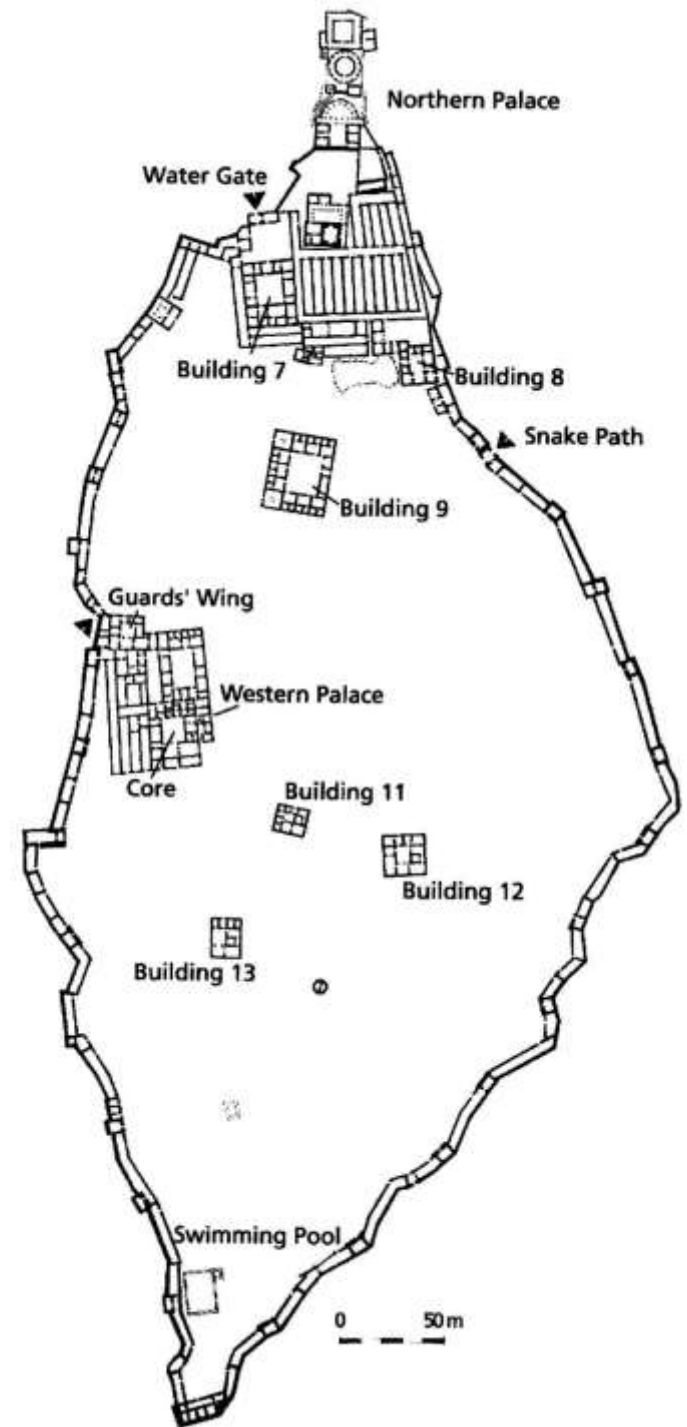 Northern Palace
Water Gate
Building 7
Building 8
Snake Path
Building 9
Guards' Wing
Western Palace
Core
Building 11
Building 12
Building 13
Swimming Pool
0 50 m